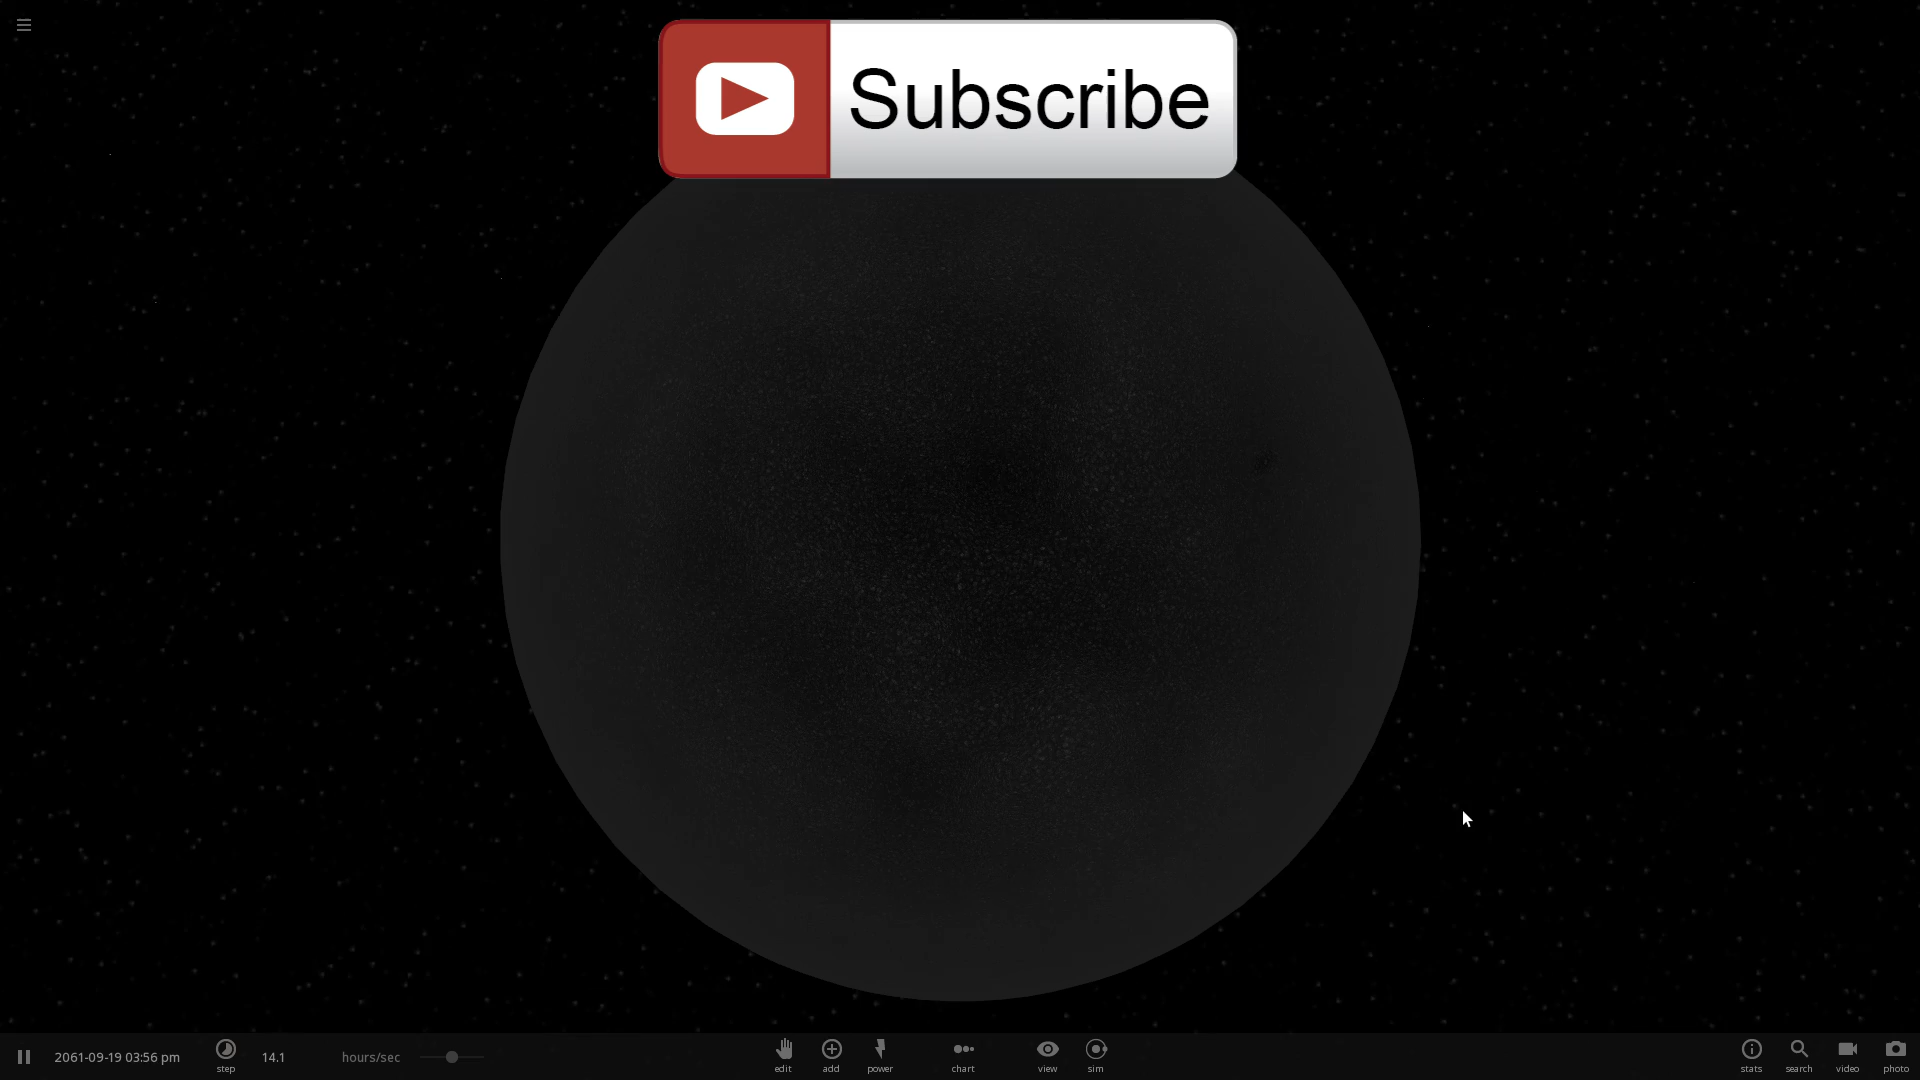 Subscribe
2061-09-19 03:56 pm
step
14.1
hours/sec
edit
add
power
chart
view
sim
stats
search
video
photo